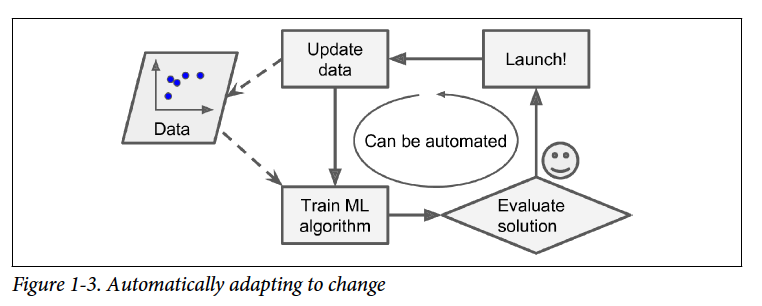 Update
data
Launch!
Data
Can be automated
Train ML
algorithm
Evaluate
solution
Figure 1-3. Automatically adapting to change